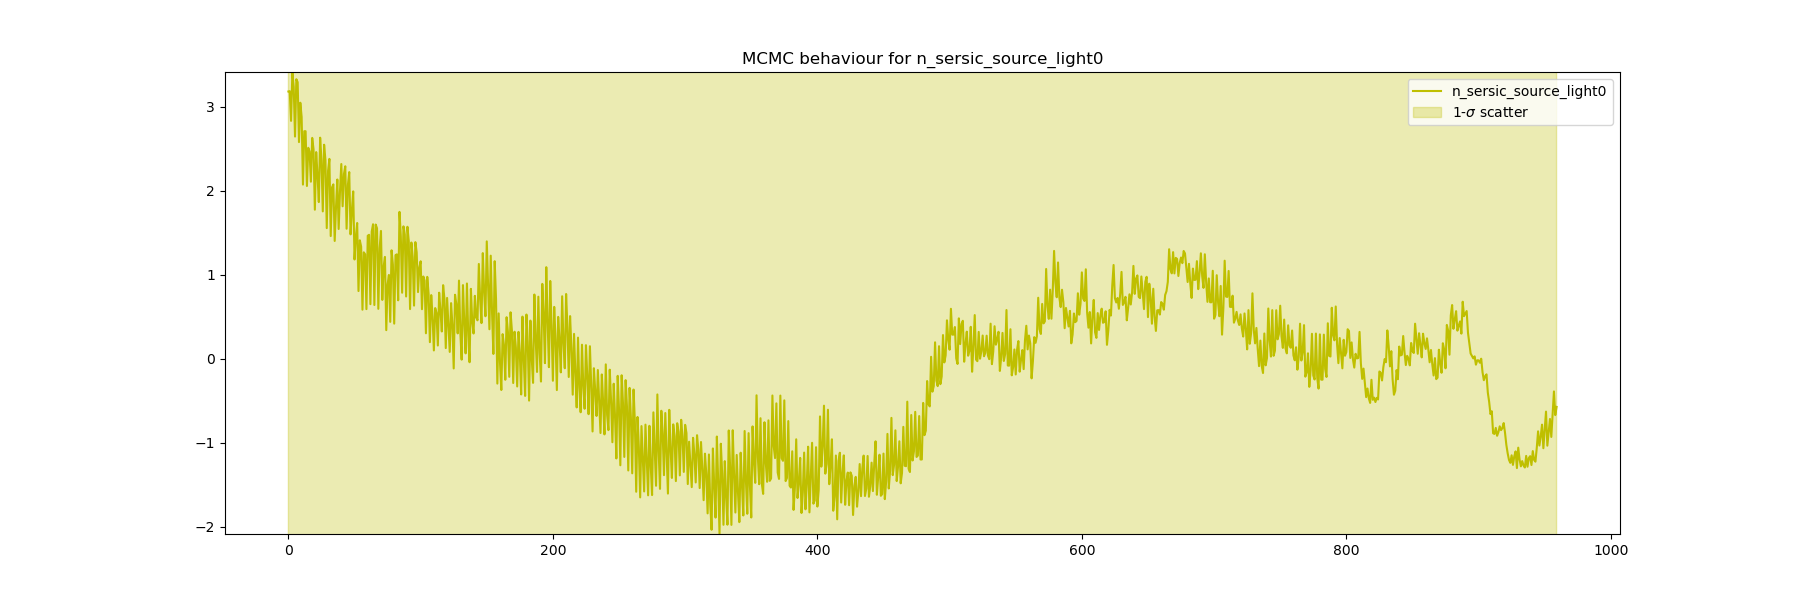 MCMC behaviour for n_sersic_source_light0
n_sersic_source_light0
1-σ scatter
3
2
1
0
−1
−2
0 200 400 600 800 1000